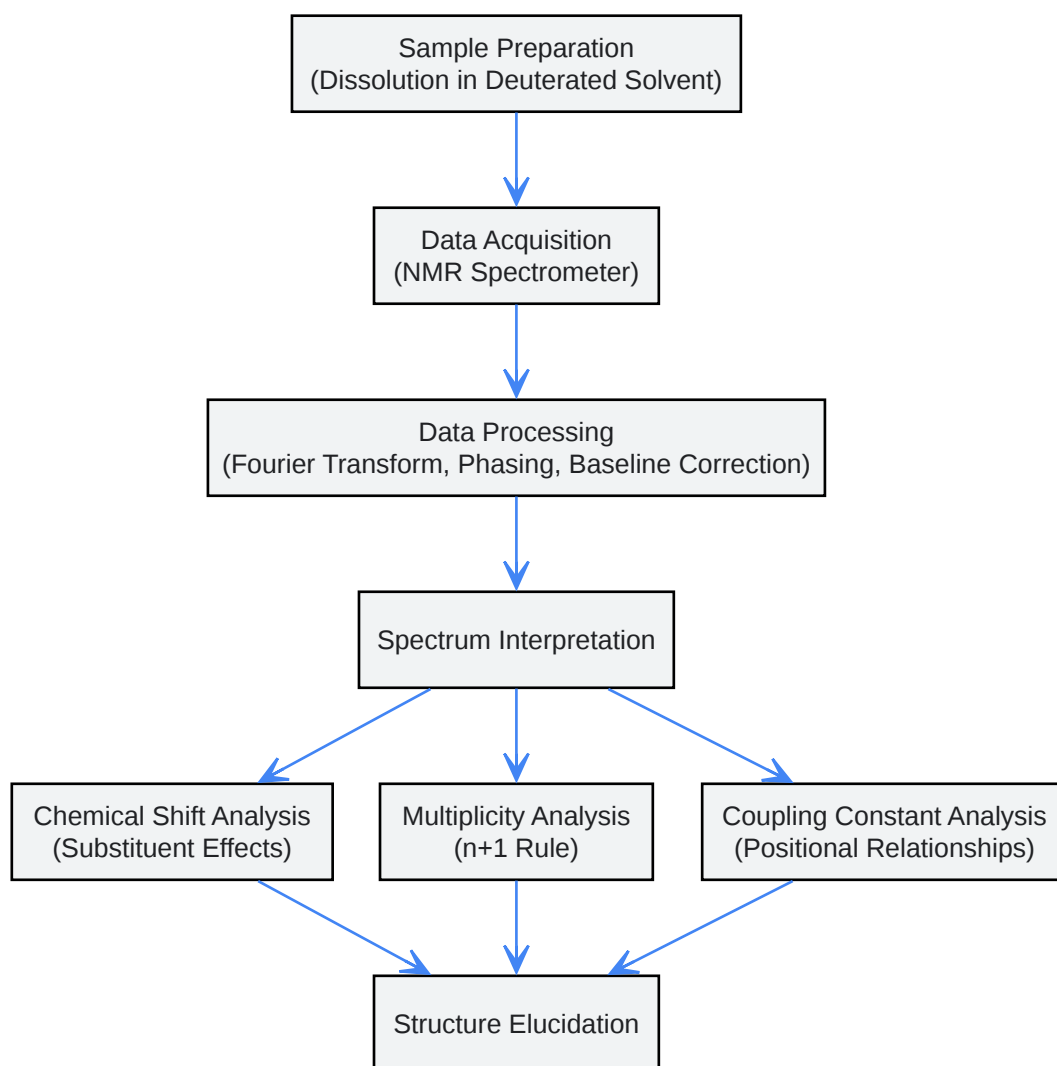 Sample Preparation
(Dissolution in Deuterated Solvent)
Data Acquisition
(NMR Spectrometer)
Data Processing
(Fourier Transform, Phasing, Baseline Correction)
Spectrum Interpretation
Chemical Shift Analysis
(Substituent Effects)
Multiplicity Analysis
(n+1 Rule)
Coupling Constant Analysis
(Positional Relationships)
Structure Elucidation